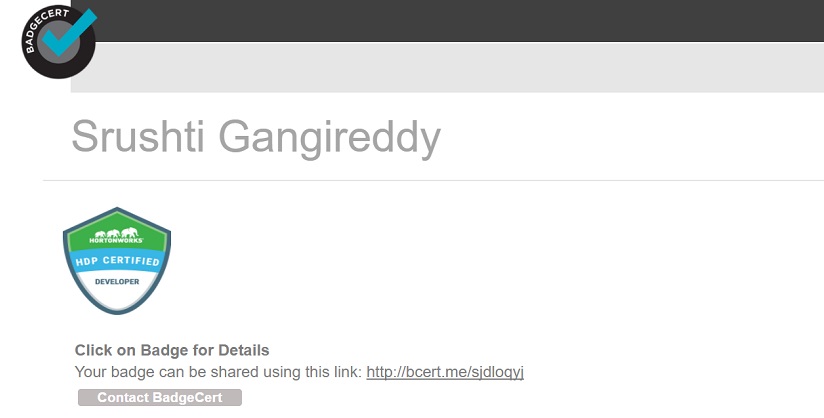 BADGECERT
Srushti Gangireddy
HORTONWORKS
HDP CERTIFIED
DEVELOPER
Click on Badge for Details
Your badge can be shared using this link: http://bcert.me/sjdloqyj
Contact BadgeCert